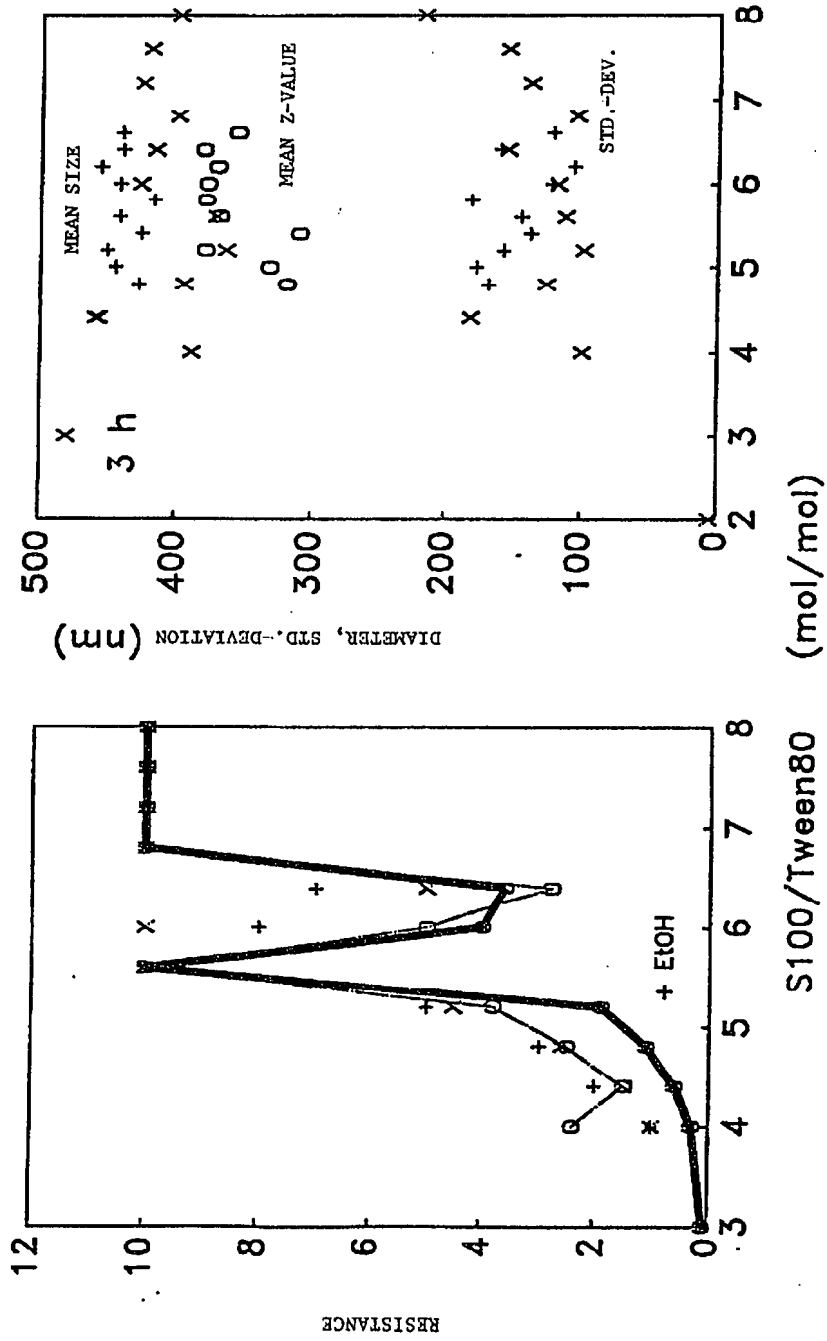 12
10
8
6
4
2
0
RESISTANCE
3
4
5
6
7
8
+ EtOH
S100/Tween80
(mol/mol)
500
400
300
200
100
0
DIAMETER, STD.-DEVIATION (nm)
2
3
4
5
6
7
8
3 h
MEAN SIZE
MEAN Z-VALUE
STD.-DEV.